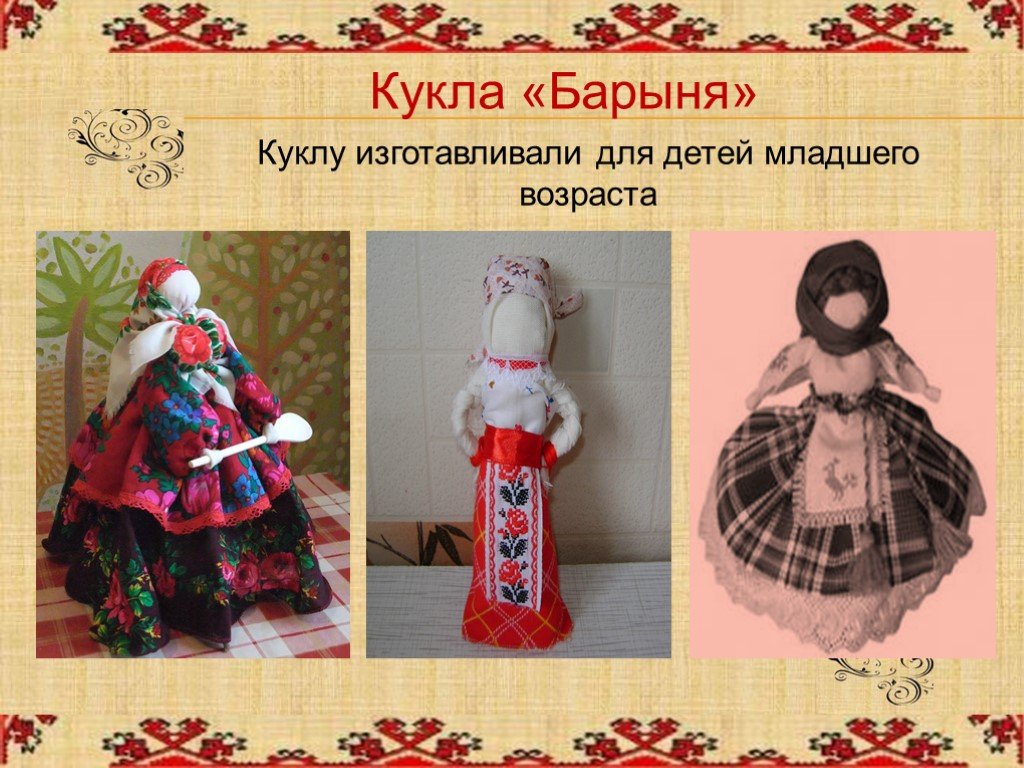 Кукла «Барыня»
Куклу изготавливали для детей младшего
возраста